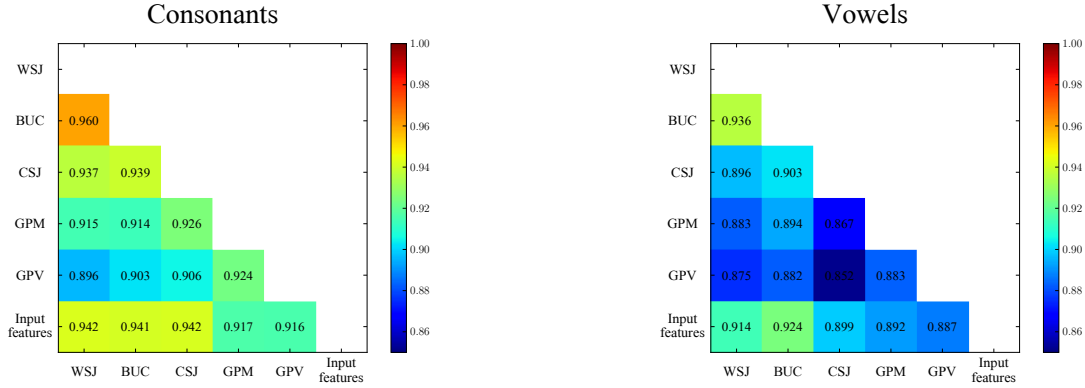 Consonants
WSJ
BUC
CSJ
GPM
GPV
Input
features
0.960
0.937 0.939
0.915 0.914 0.926
0.896 0.903 0.906 0.924
0.942 0.941 0.942 0.917 0.916
WSJ BUC CSJ GPM GPV Input
features
1.00
0.98
0.96
0.94
0.92
0.90
0.88
0.86
Vowels
WSJ
BUC
CSJ
GPM
GPV
Input
features
0.936
0.896 0.903
0.883 0.894 0.867
0.875 0.882 0.883
0.914 0.924 0.899 0.892 0.887
WSJ BUC CSJ GPM GPV Input
features
1.00
0.98
0.96
0.94
0.92
0.90
0.88
0.86